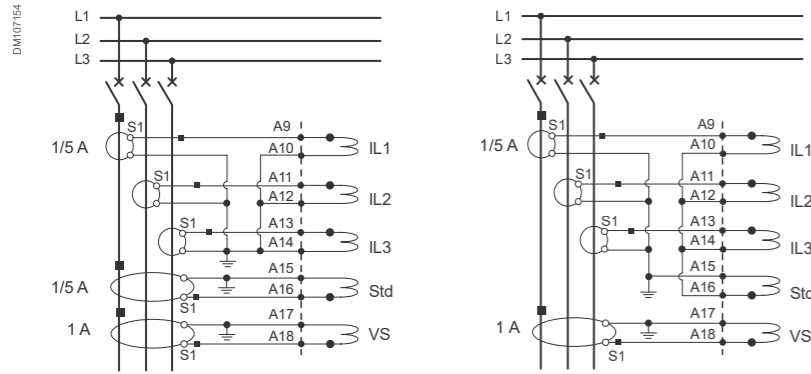 DM107154
L1
L2
L3
S1
A9
1/5 A
A10
IL1
S1
A11
A12
IL2
S1
A13
A14
IL3
A15
1/5 A
A16
Std
S1
A17
1 A
A18
VS
S1
L1
L2
L3
S1
A9
1/5 A
A10
IL1
S1
A11
A12
IL2
S1
A13
A14
IL3
A15
A16
Std
A17
1 A
A18
VS
S1